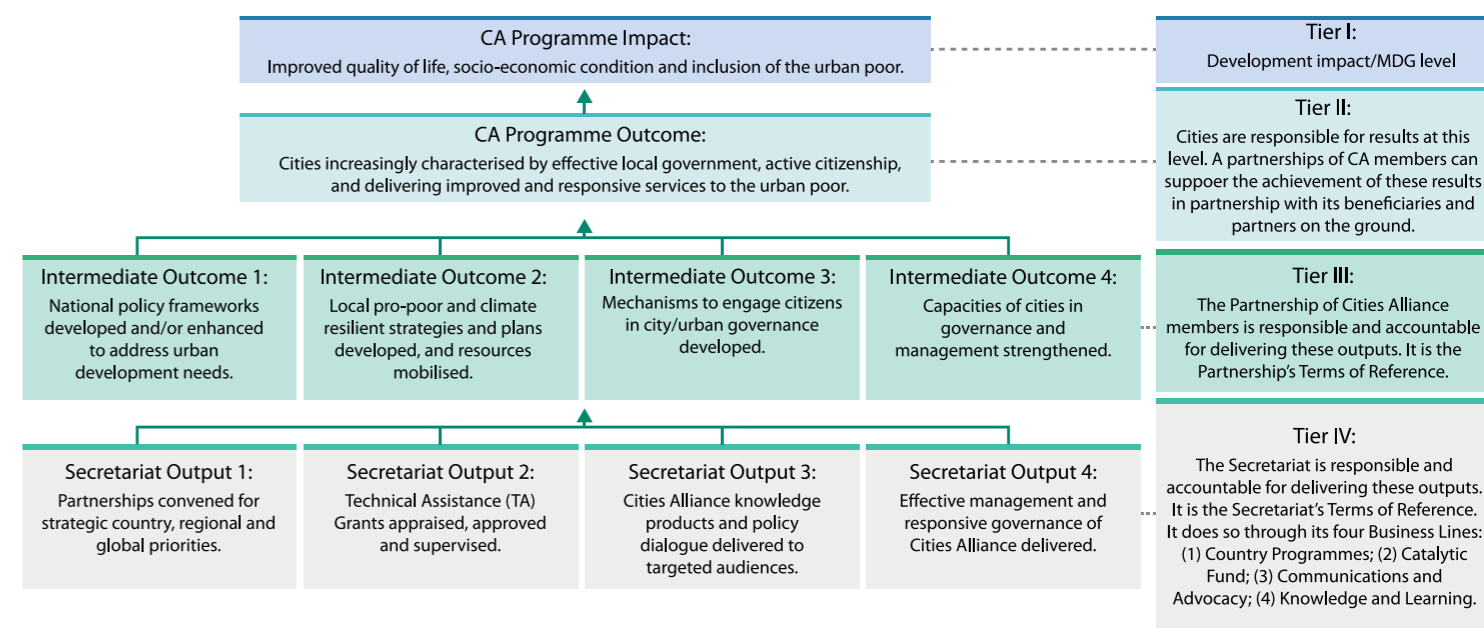 CA Programme Impact:
Improved quality of life, socio-economic condition and inclusion of the urban poor.
Tier I:
Development impact/MDG level
CA Programme Outcome:
Cities increasingly characterised by effective local government, active citizenship,
and delivering improved and responsive services to the urban poor.
Tier II:
Cities are responsible for results at this
level. A partnerships of CA members can
suppoer the achievement of these results
in partnership with its beneficiaries and
partners on the ground.
Intermediate Outcome 1:
National policy frameworks
developed and/or enhanced
to address urban
development needs.
Intermediate Outcome 2:
Local pro-poor and climate
resilient strategies and plans
developed, and resources
mobilised.
Intermediate Outcome 3:
Mechanisms to engage citizens
in city/urban governance
developed.
Intermediate Outcome 4:
Capacities of cities in
governance and
management strengthened.
Tier III:
The Partnership of Cities Alliance
members is responsible and accountable
for delivering these outputs. It is the
Partnership's Terms of Reference.
Secretariat Output 1:
Partnerships convened for
strategic country, regional and
global priorities.
Secretariat Output 2:
Technical Assistance (TA)
Grants appraised, approved
and supervised.
Secretariat Output 3:
Cities Alliance knowledge
products and policy
dialogue delivered to
targeted audiences.
Secretariat Output 4:
Effective management and
responsive governance of
Cities Alliance delivered.
Tier IV:
The Secretariat is responsible and
accountable for delivering these outputs.
It is the Secretariat's Terms of Reference.
It does so through its four Business Lines:
(1) Country Programmes; (2) Catalytic
Fund; (3) Communications and
Advocacy; (4) Knowledge and Learning.